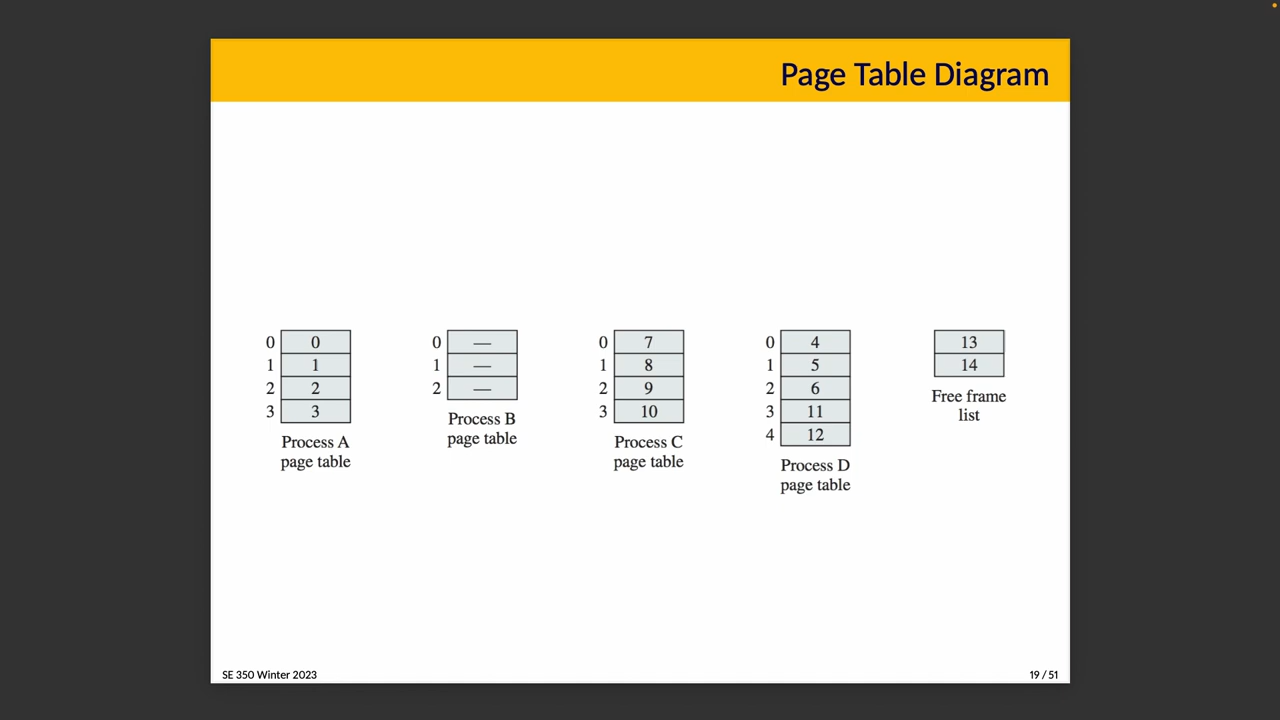 Page Table Diagram
0 0
1 1
2 2
3 3
Process A
page table
0 —
1 —
2 —
Process B
page table
0 7
1 8
2 9
3 10
Process C
page table
0 4
1 5
2 6
3 11
4 12
Process D
page table
13
14
Free frame
list
SE 350 Winter 2023
19 / 51